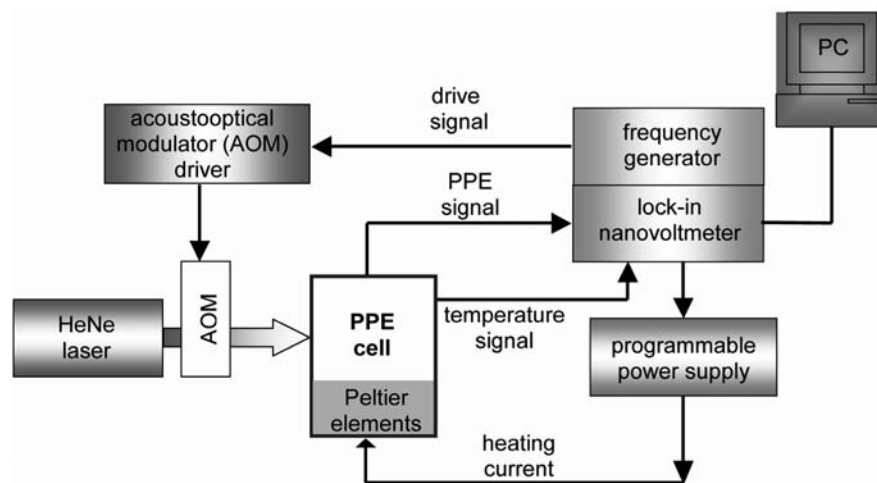 PC
drive
signal
acoustooptical
modulator (AOM)
driver
frequency
generator
PPE
signal
lock-in
nanovoltmeter
HeNe
laser
AOM
PPE
cell
temperature
signal
programmable
power supply
Peltier
elements
heating
current